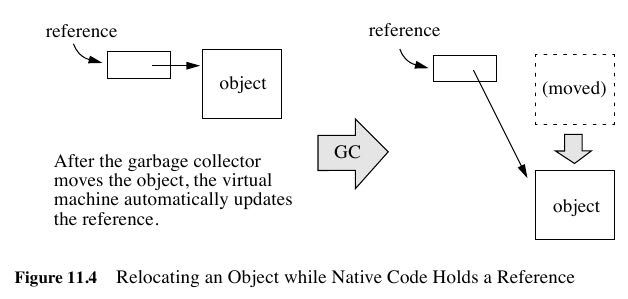 reference
object
After the garbage collector
moves the object, the virtual
machine automatically updates
the reference.
GC
reference
(moved)
object
Figure 11.4 Relocating an Object while Native Code Holds a Reference